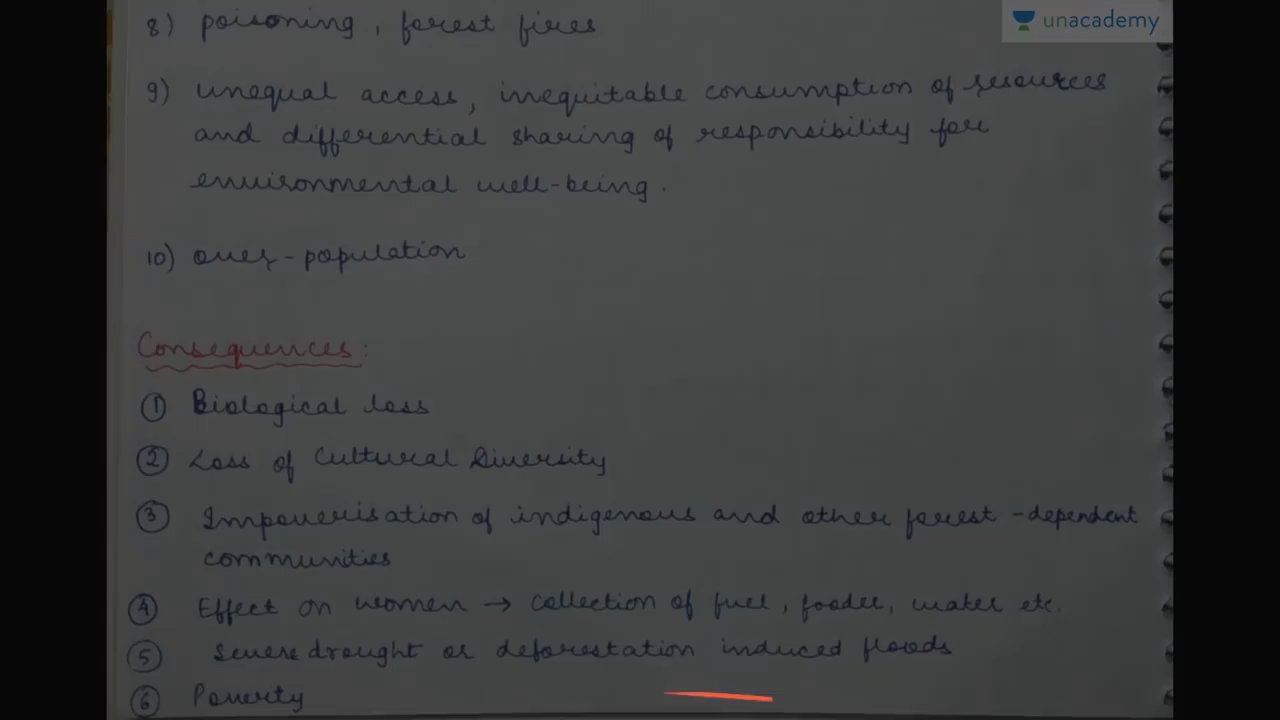 unacademy
8) poisoning, forest fires
9) unequal access, inequitable consumption of resources
and differential sharing of responsibility for
environmental well-being.
10) over-population
Consequences:
① Biological loss
② Loss of Cultural Diversity
③ Impoverisation of indigenous and other forest-dependent
communities
④ Effect on women → collection of fuel, fooder, water etc.
⑤ Severe drought or deforestation induced floods
⑥ Poverty